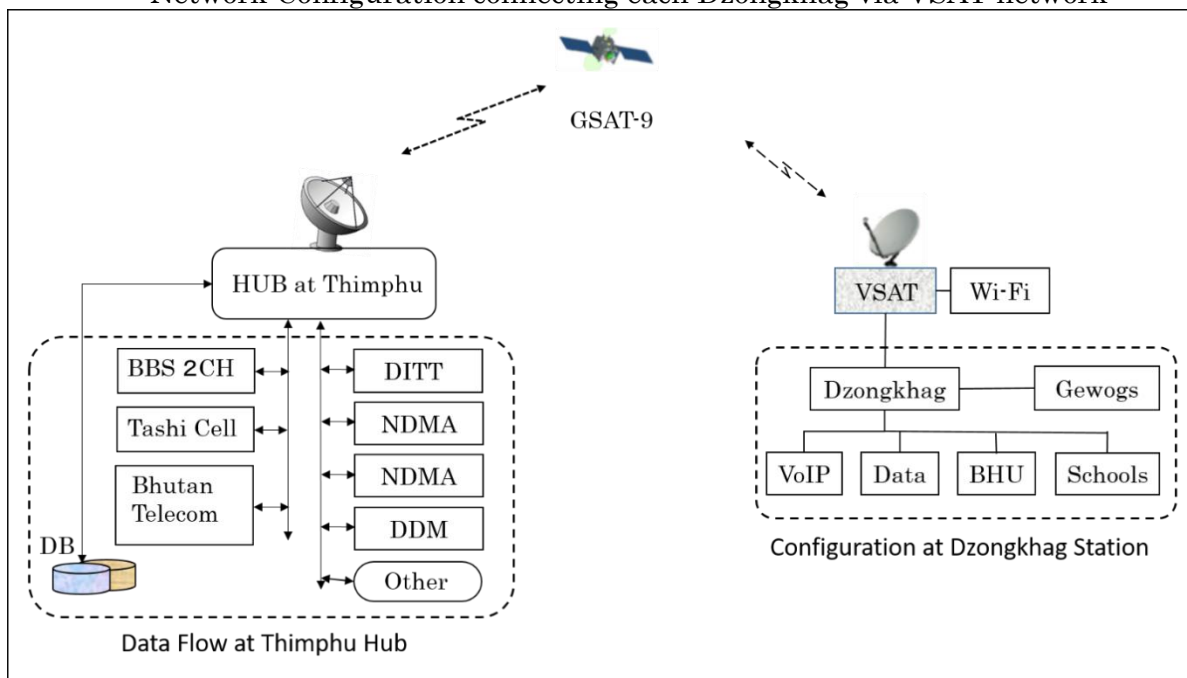 Network Configuration connecting each Dzongkhag via VSAT network
GSAT-9
HUB at Thimphu
VSAT
Wi-Fi
BBS 2CH
DITT
Dzongkhag
Gewogs
Tashi Cell
NDMA
VoIP
Data
BHU
Schools
Bhutan
Telecom
NDMA
DDM
DB
Other
Configuration at Dzongkhag Station
Data Flow at Thimphu Hub